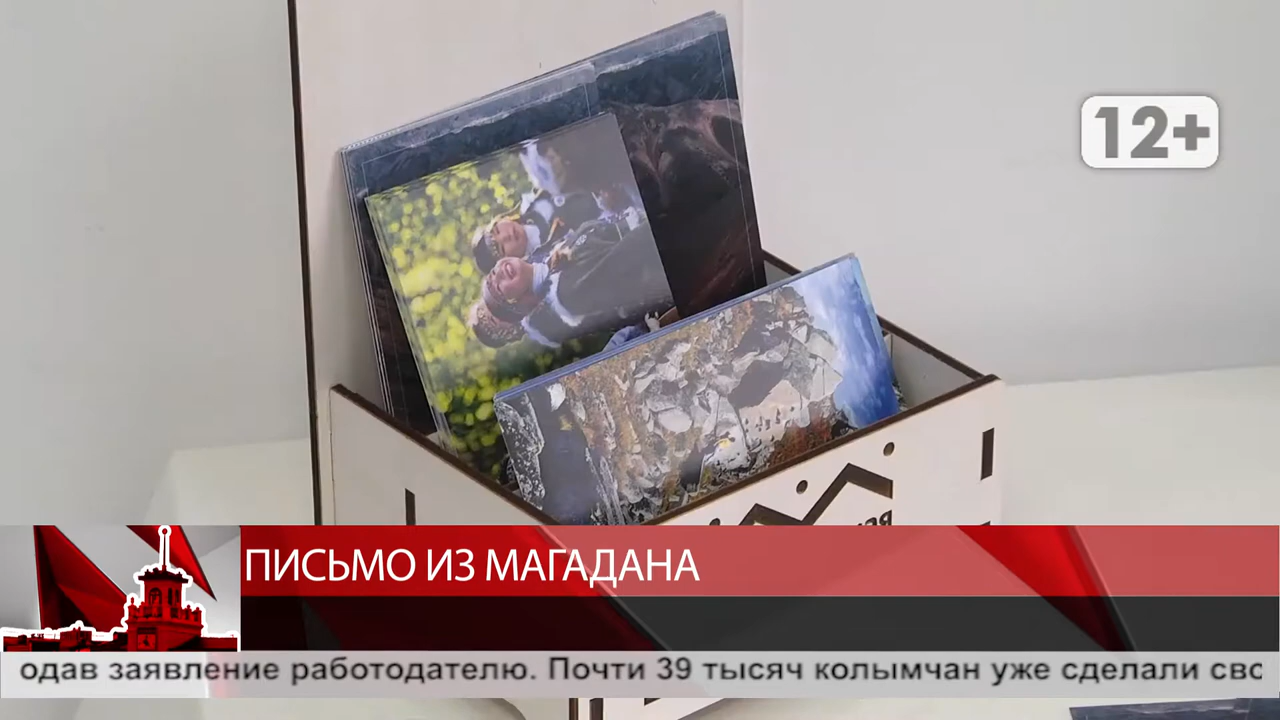 12+
ПИСЬМО ИЗ МАГАДАНА
одав заявление работодателю. Почти 39 тысяч колымчан уже сделали сво